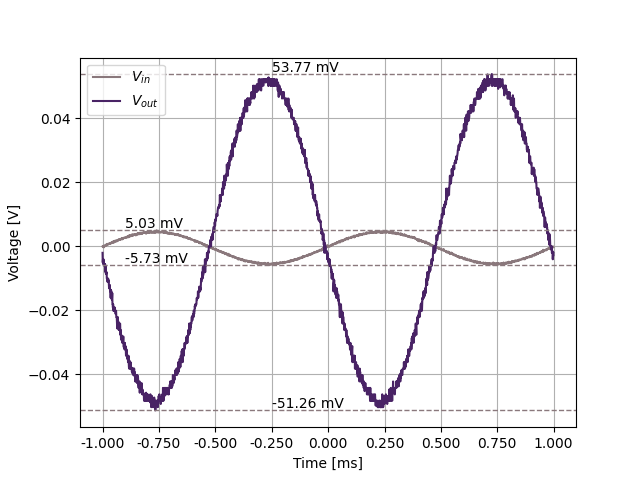 53.77 mV
V_in
V_out
5.03 mV
-5.73 mV
-51.26 mV
0.04
0.02
0.00
−0.02
−0.04
Voltage [V]
-1.000 -0.750 -0.500 -0.250 0.000 0.250 0.500 0.750 1.000
Time [ms]